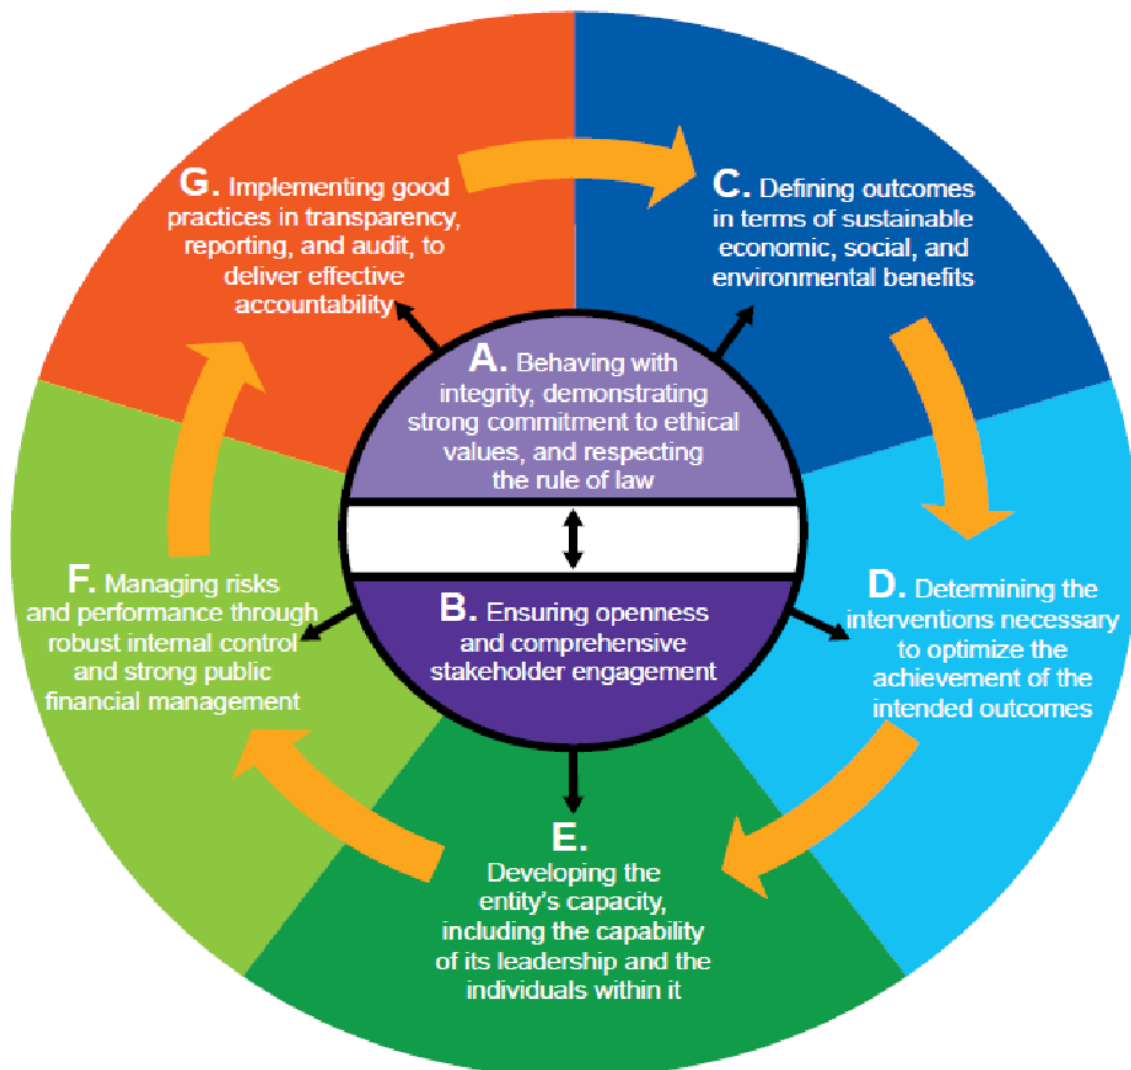 G. Implementing good
practices in transparency,
reporting, and audit, to
deliver effective
accountability
C. Defining outcomes
in terms of sustainable
economic, social, and
environmental benefits
A. Behaving with
integrity, demonstrating
strong commitment to ethical
values, and respecting
the rule of law
B. Ensuring openness
and comprehensive
stakeholder engagement
F. Managing risks
and performance through
robust internal control
and strong public
financial management
D. Determining the
interventions necessary
to optimize the
achievement of the
intended outcomes
E.
Developing the
entity's capacity,
including the capability
of its leadership and the
individuals within it